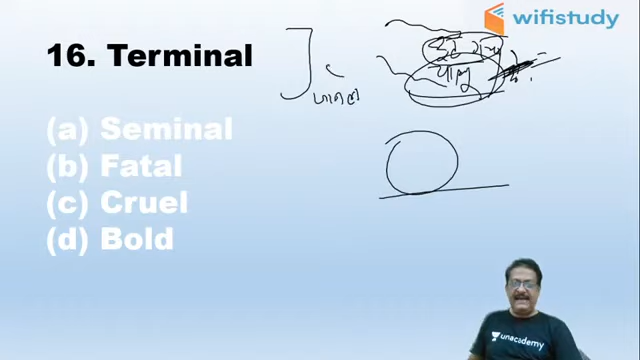 wifistudy
16. Terminal
(a) Seminal
(b) Fatal
(c) Cruel
(d) Bold
unacademy